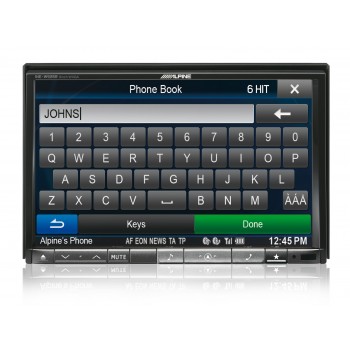 ALPINE
Phone Book 6 HIT X
JOHNS
1 2 3 4 5 6 7 8 9 0
Q W E R T Y U I O P
A S D F G H J K L
Z X C V B N M ÀÁÂ
Keys Done
Alpine's Phone AF EON NEWS TA TP 12:45 PM
MUTE